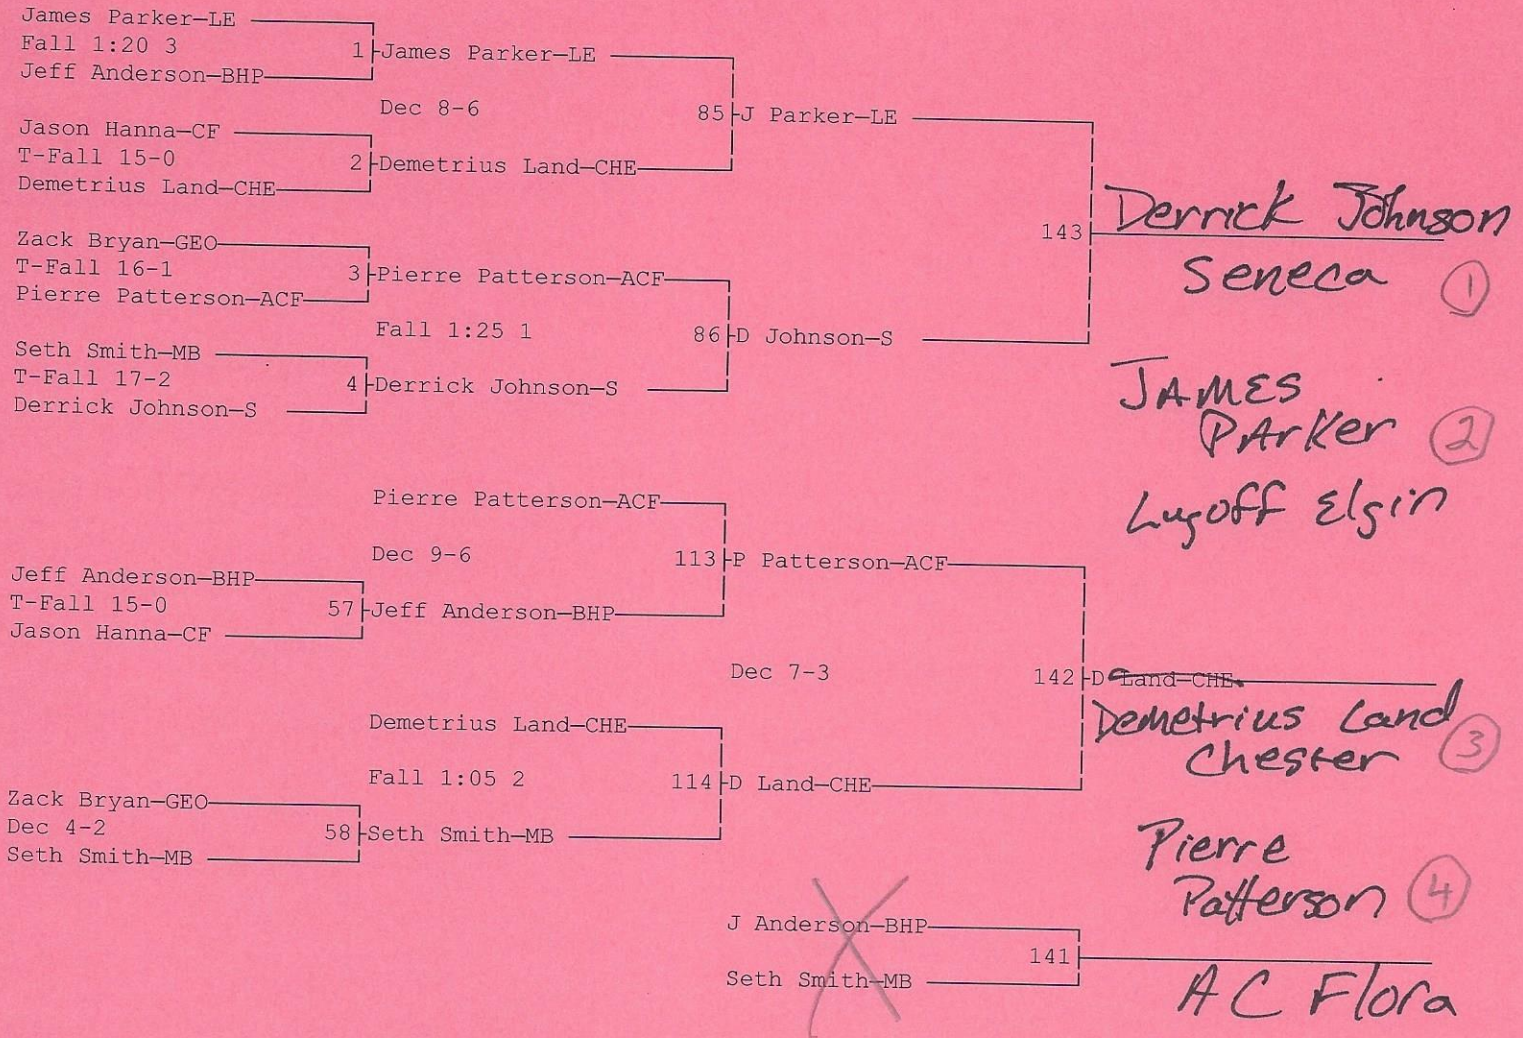 James Parker—LE
Fall 1:20 3
1 James Parker—LE
Jeff Anderson—BHP
Dec 8-6
85 J Parker—LE
Jason Hanna—CF
T-Fall 15-0
2 Demetrius Land—CHE
Demetrius Land—CHE
143 Derrick Johnson
Seneca 1
Zack Bryan—GEO
T-Fall 16-1
3 Pierre Patterson—ACF
Pierre Patterson—ACF
Fall 1:25 1
86 D Johnson—S
Seth Smith—MB
T-Fall 17-2
4 Derrick Johnson—S
Derrick Johnson—S
JAMES
PArKer 2
Lugoff Elgin
Pierre Patterson—ACF
Dec 9-6
113 P Patterson—ACF
Jeff Anderson—BHP
T-Fall 15-0
57 Jeff Anderson—BHP
Jason Hanna—CF
Dec 7-3
142 D Land—CHE
Demetrius Land
Chester 3
Demetrius Land—CHE
Fall 1:05 2
114 D Land—CHE
Zack Bryan—GEO
Dec 4-2
58 Seth Smith—MB
Seth Smith—MB
Pierre
Patterson 4
A C Flora
J Anderson—BHP
141
Seth Smith—MB